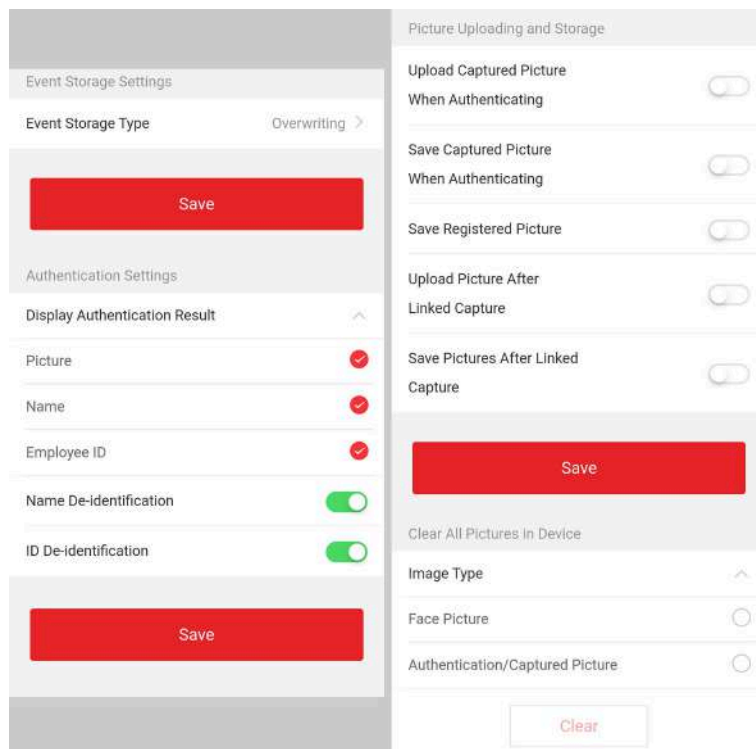 Event Storage Settings
Event Storage Type Overwriting
Save
Authentication Settings
Display Authentication Result
Picture
Name
Employee ID
Name De-identification
ID De-identification
Save
Picture Uploading and Storage
Upload Captured Picture
When Authenticating
Save Captured Picture
When Authenticating
Save Registered Picture
Upload Picture After
Linked Capture
Save Pictures After Linked
Capture
Save
Clear All Pictures in Device
Image Type
Face Picture
Authentication/Captured Picture
Clear